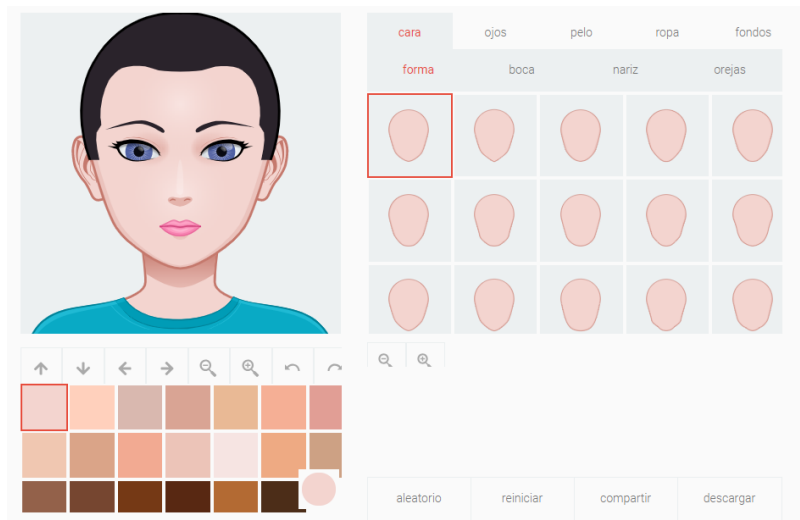 cara ojos pelo ropa fondos
forma boca nariz orejas
aleatorio reiniciar compartir descargar